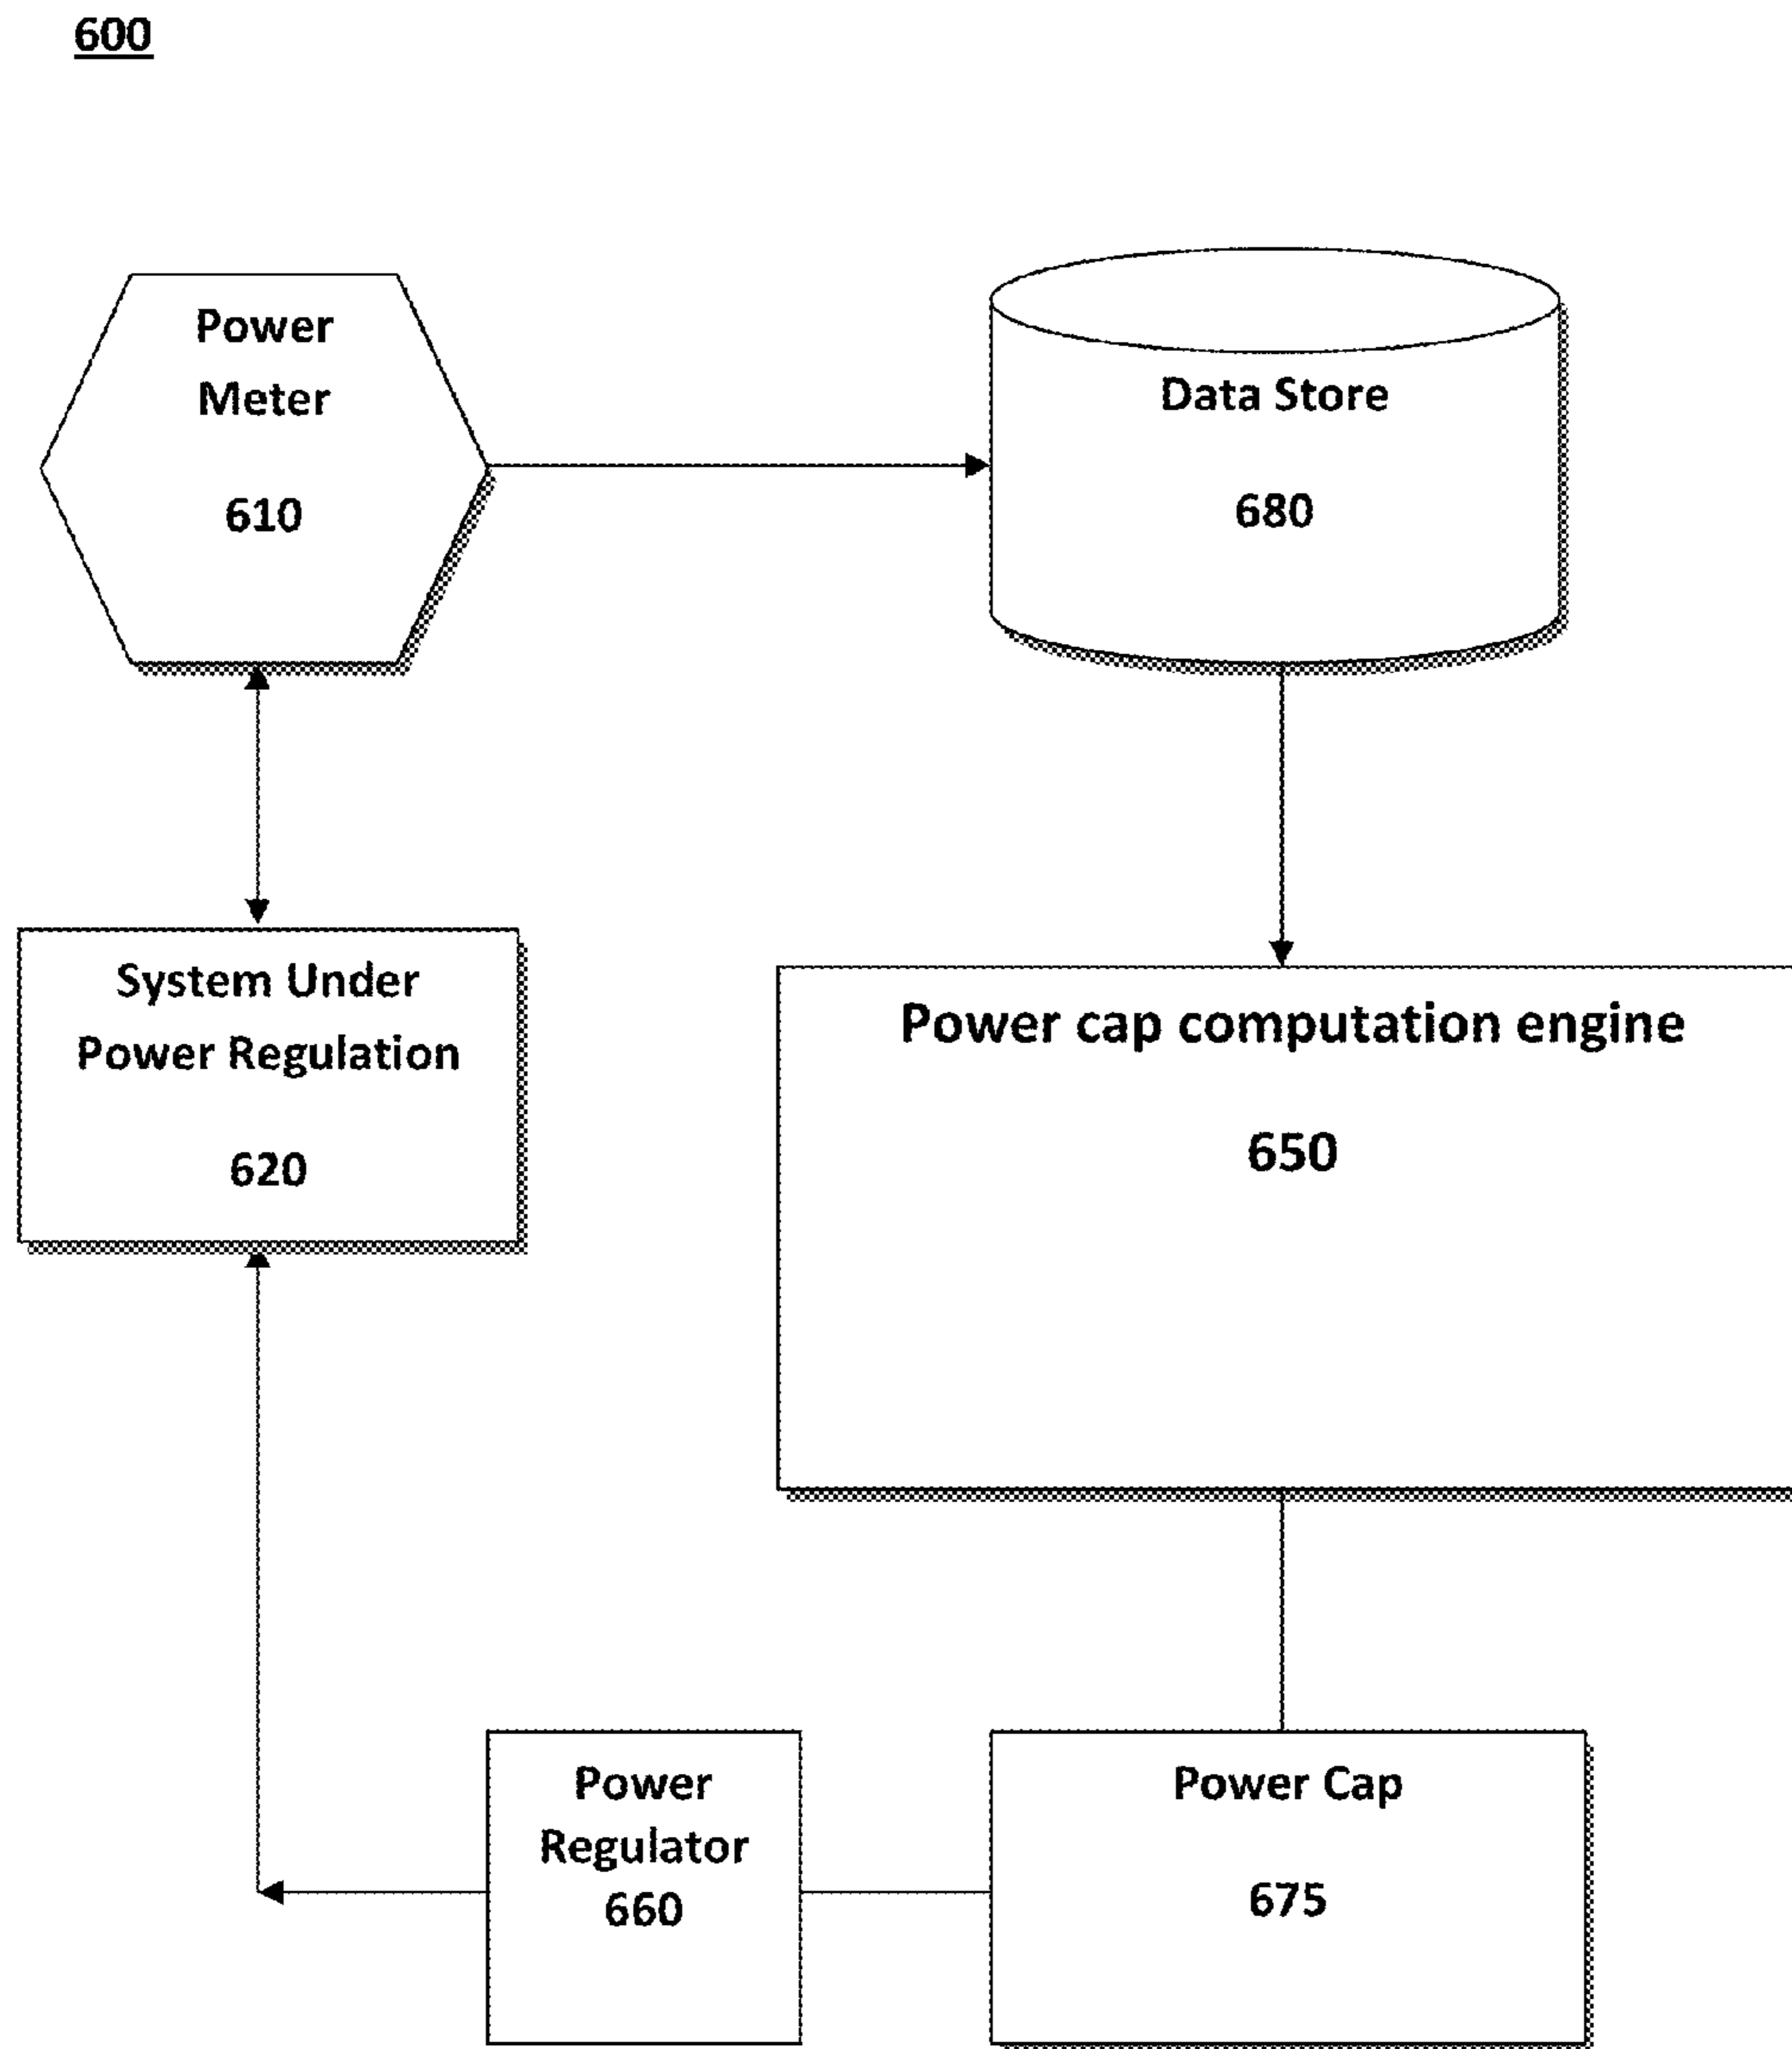 600
Power
Meter
610
Data Store
680
System Under
Power Regulation
620
Power cap computation engine
650
Power
Regulator
660
Power Cap
675